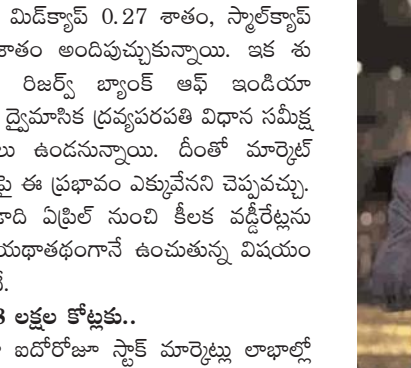 మిడ్‌క్యాప్ 0.27 శాతం, స్మాల్‌క్యాప్
శాతం అందిపుచ్చుకున్నాయి. ఇక శు
రిజర్వ్ బ్యాంక్ ఆఫ్ ఇండియా
ద్వైమాసిక ద్రవ్యపరపతి విధాన సమీక్ష
లు ఉండనున్నాయి. దీంతో మార్కెట్
పై ఈ ప్రభావం ఎక్కువేనని చెప్పవచ్చు.
ఏప్రిల్ నుంచి కీలక వడ్డీరేట్లను
యథాతథంగానే ఉంచుతున్న విషయం
లక్షల కోట్లకు..
ఐదోరోజూ స్టాక్ మార్కెట్లు లాభాల్లో